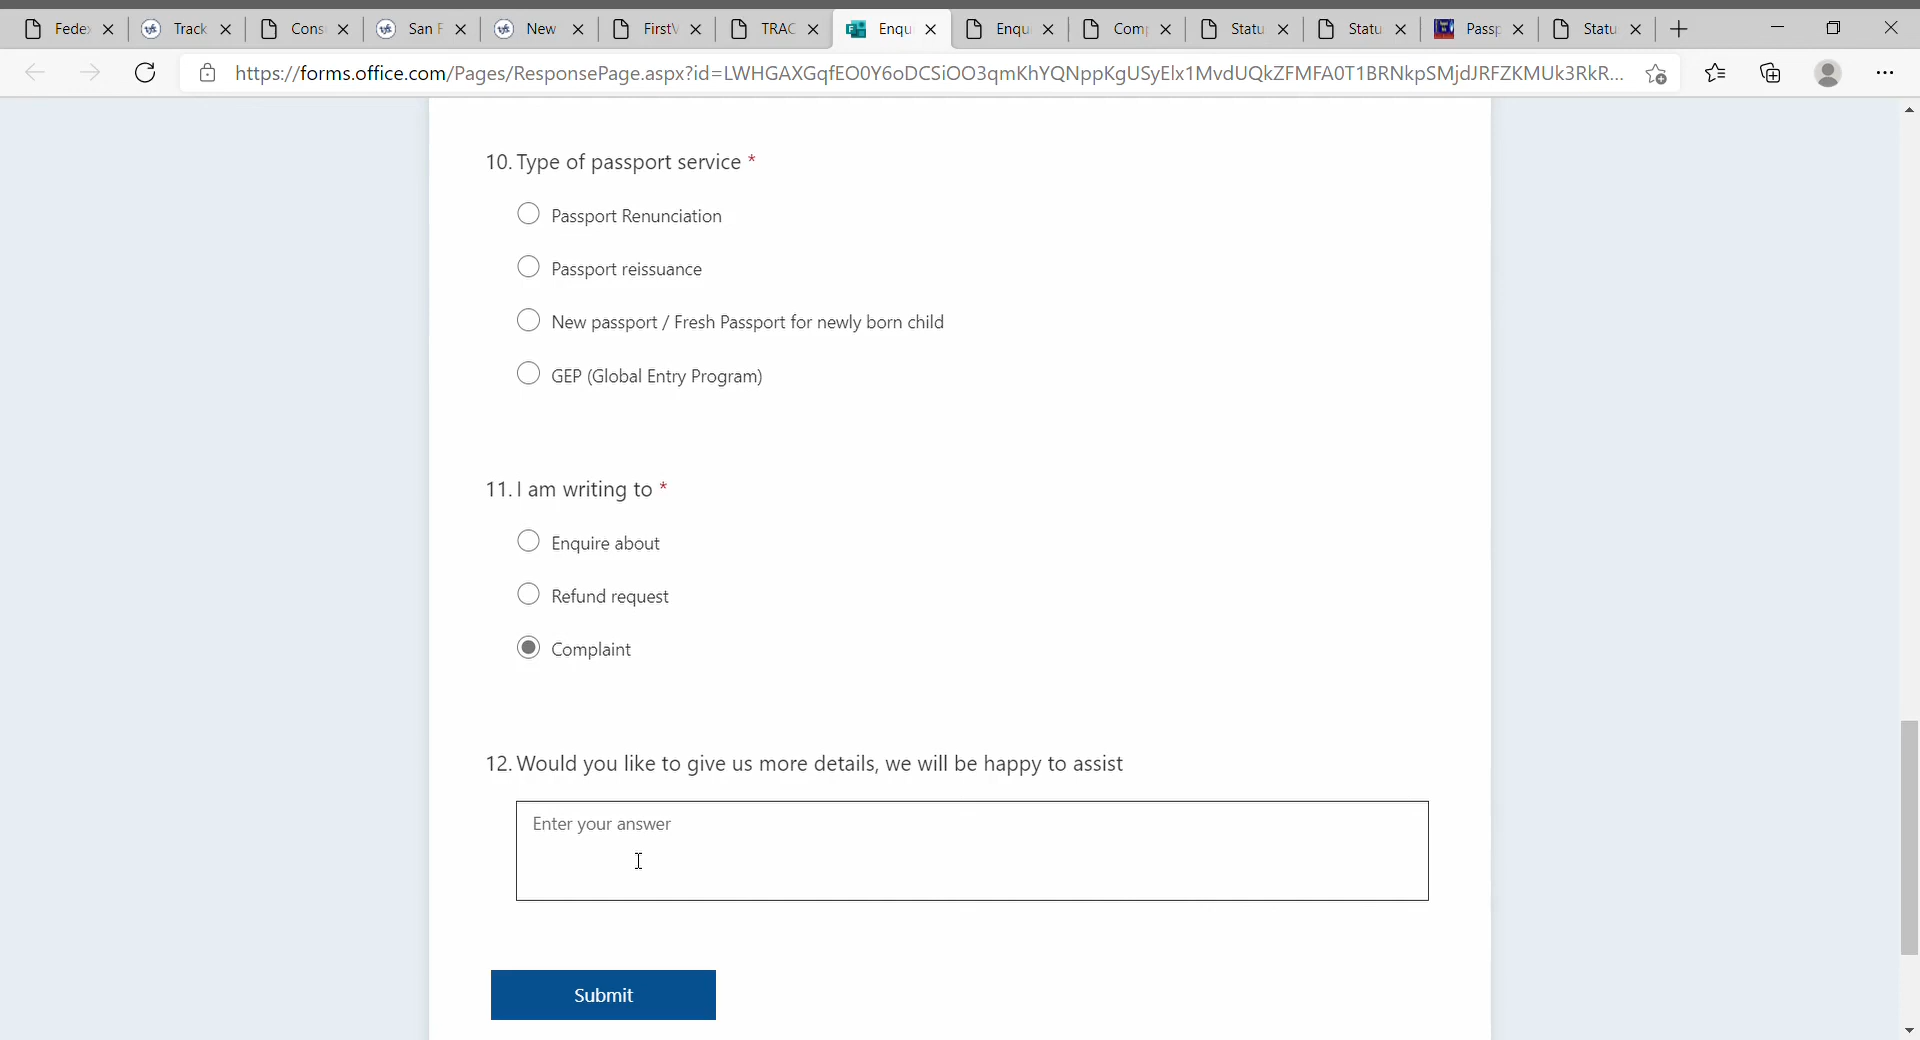 Fede
Track
Cons
San F
New
FirstV
TRAC
Enqu
Enqu
Com
Statu
Statu
Passp
Statu
https://forms.office.com/Pages/ResponsePage.aspx?id=LWHGAXGqfEO0Y6oDCSiOO3qmKhYQNppKgUSyElx1MvdUQkZFMFA0T1BRNkpSMjdJRFZKMUk3RkR...
10. Type of passport service *
Passport Renunciation
Passport reissuance
New passport / Fresh Passport for newly born child
GEP (Global Entry Program)
11. I am writing to *
Enquire about
Refund request
Complaint
12. Would you like to give us more details, we will be happy to assist
Enter your answer
Submit